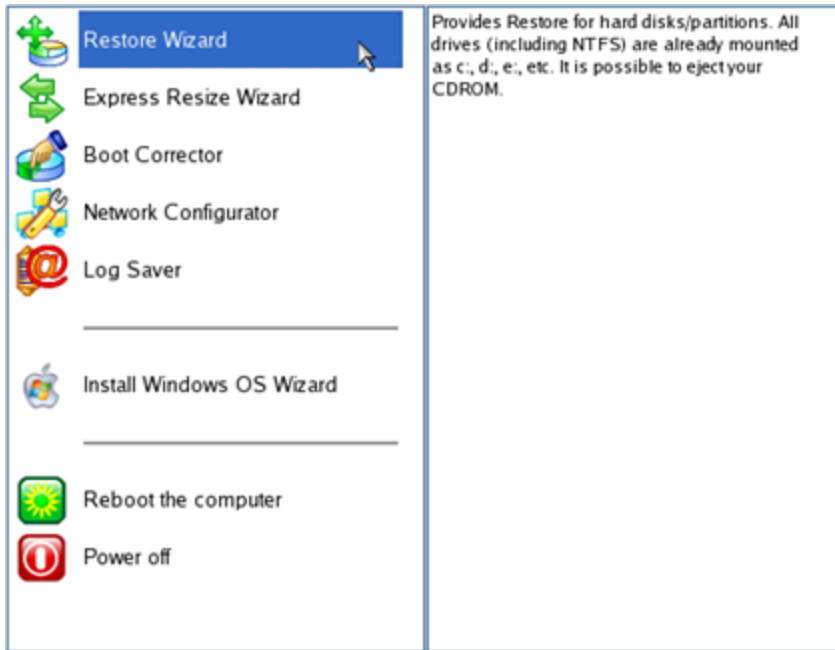 Restore Wizard
Express Resize Wizard
Boot Corrector
Network Configurator
Log Saver
Install Windows OS Wizard
Reboot the computer
Power off
Provides Restore for hard disks/partitions. All
drives (including NTFS) are already mounted
as c:, d:, e:, etc. It is possible to eject your
CDROM.